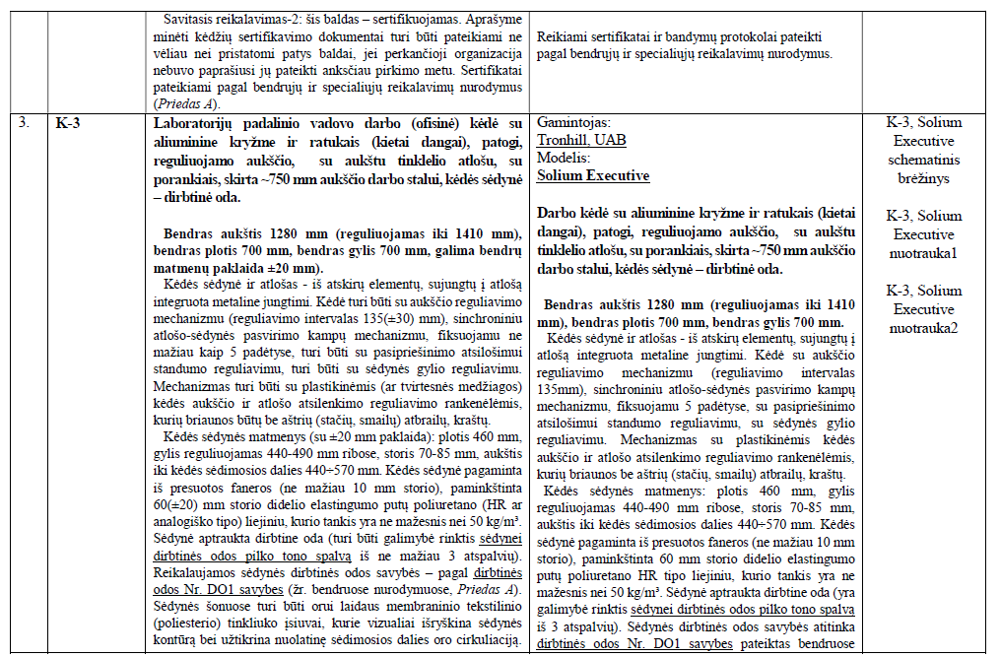 Savitasis reikalavimas-2: šis baldas – sertifikuojamas. Aprašyme
minėti kėdžių sertifikavimo dokumentai turi būti pateikiami ne
vėliau nei pristatomi patys baldai, jei perkančioji organizacija
nebuvo paprašiusi jų pateikti anksčiau pirkimo metu. Sertifikatai
pateikiami pagal bendrųjų ir specialiųjų reikalavimų nurodymus
(Priedas A).
Reikiami sertifikatai ir bandymų protokolai pateikti
pagal bendrųjų ir specialiųjų reikalavimų nurodymus.
3.
K-3
Laboratorijų padalinio vadovo darbo (ofisinė) kėdė su
aliuminine kryžme ir ratukais (kietai dangai), patogi,
reguliuojamo aukščio, su aukštu tinklelio atlošu, su
porankiais, skirta ~750 mm aukščio darbo stalui, kėdės sėdynė
– dirbtinė oda.
Bendras aukštis 1280 mm (reguliuojamas iki 1410 mm),
bendras plotis 700 mm, bendras gylis 700 mm, galima bendrų
matmenų paklaida ±20 mm).
Kėdės sėdynė ir atlošas - iš atskirų elementų, sujungtų į atlošą
integruota metaline jungtimi. Kėdė turi būti su aukščio reguliavimo
mechanizmu (reguliavimo intervalas 135(±30) mm), sinchroniniu
atlošo-sėdynės pasvirimo kampų mechanizmu, fiksuojamu ne
mažiau kaip 5 padėtyse, turi būti su pasipriešinimo atsilošimui
standumo reguliavimu, turi būti su sėdynės gylio reguliavimu.
Mechanizmas turi būti su plastikinėmis (ar tvirtesnės medžiagos)
kėdės aukščio ir atlošo atsilenkimo reguliavimo rankenėlėmis,
kurių briaunos būtų be aštrių (stačių, smailų) atbrailų, kraštų.
Kėdės sėdynės matmenys (su ±20 mm paklaida): plotis 460 mm,
gylis reguliuojamas 440-490 mm ribose, storis 70-85 mm, aukštis
iki kėdės sėdimosios dalies 440÷570 mm. Kėdės sėdynė pagaminta
iš presuotos faneros (ne mažiau 10 mm storio), paminkštinta
60(±20) mm storio didelio elastingumo putų poliuretano (HR ar
analogiško tipo) liejiniu, kurio tankis yra ne mažesnis nei 50 kg/m³.
Sėdynė aptraukta dirbtine oda (turi būti galimybė rinktis sėdynei
dirbtinės odos pilko tono spalvą iš ne mažiau 3 atspalvių).
Reikalaujamos sėdynės dirbtinės odos savybės – pagal dirbtinės
odos Nr. DO1 savybes (žr. bendruose nurodymuose, Priedas A).
Sėdynės šonuose turi būti orui laidaus membraninio tekstilinio
(poliesterio) tinkliuko įsiuvai, kurie vizualiai išryškina sėdynės
kontūrą bei užtikrina nuolatinę sėdimosios dalies oro cirkuliaciją.
Gamintojas:
Tronhill, UAB
Modelis:
Solium Executive
Darbo kėdė su aliuminine kryžme ir ratukais (kietai
dangai), patogi, reguliuojamo aukščio, su aukštu
tinklelio atlošu, su porankiais, skirta ~750 mm aukščio
darbo stalui, kėdės sėdynė – dirbtinė oda.
Bendras aukštis 1280 mm (reguliuojamas iki 1410
mm), bendras plotis 700 mm, bendras gylis 700 mm.
Kėdės sėdynė ir atlošas - iš atskirų elementų, sujungtų į
atlošą integruota metaline jungtimi. Kėdė su aukščio
reguliavimo mechanizmu (reguliavimo intervalas
135mm), sinchroniniu atlošo-sėdynės pasvirimo kampų
mechanizmu, fiksuojamu 5 padėtyse, su pasipriešinimo
atsilošimui standumo reguliavimu, su sėdynės gylio
reguliavimu. Mechanizmas su plastikinėmis kėdės
aukščio ir atlošo atsilenkimo reguliavimo rankenėlėmis,
kurių briaunos be aštrių (stačių, smailų) atbrailų, kraštų.
Kėdės sėdynės matmenys: plotis 460 mm, gylis
reguliuojamas 440-490 mm ribose, storis 70-85 mm,
aukštis iki kėdės sėdimosios dalies 440÷570 mm. Kėdės
sėdynė pagaminta iš presuotos faneros (ne mažiau 10 mm
storio), paminkštinta 60 mm storio didelio elastingumo
putų poliuretano HR tipo liejiniu, kurio tankis yra ne
mažesnis nei 50 kg/m³. Sėdynė aptraukta dirbtine oda (yra
galimybė rinktis sėdynei dirbtinės odos pilko tono spalvą
iš 3 atspalvių). Sėdynės dirbtinės odos savybės atitinka
dirbtinės odos Nr. DO1 savybes pateiktas bendruose
K-3, Solium
Executive
schematinis
brėžinys
K-3, Solium
Executive
nuotrauka1
K-3, Solium
Executive
nuotrauka2